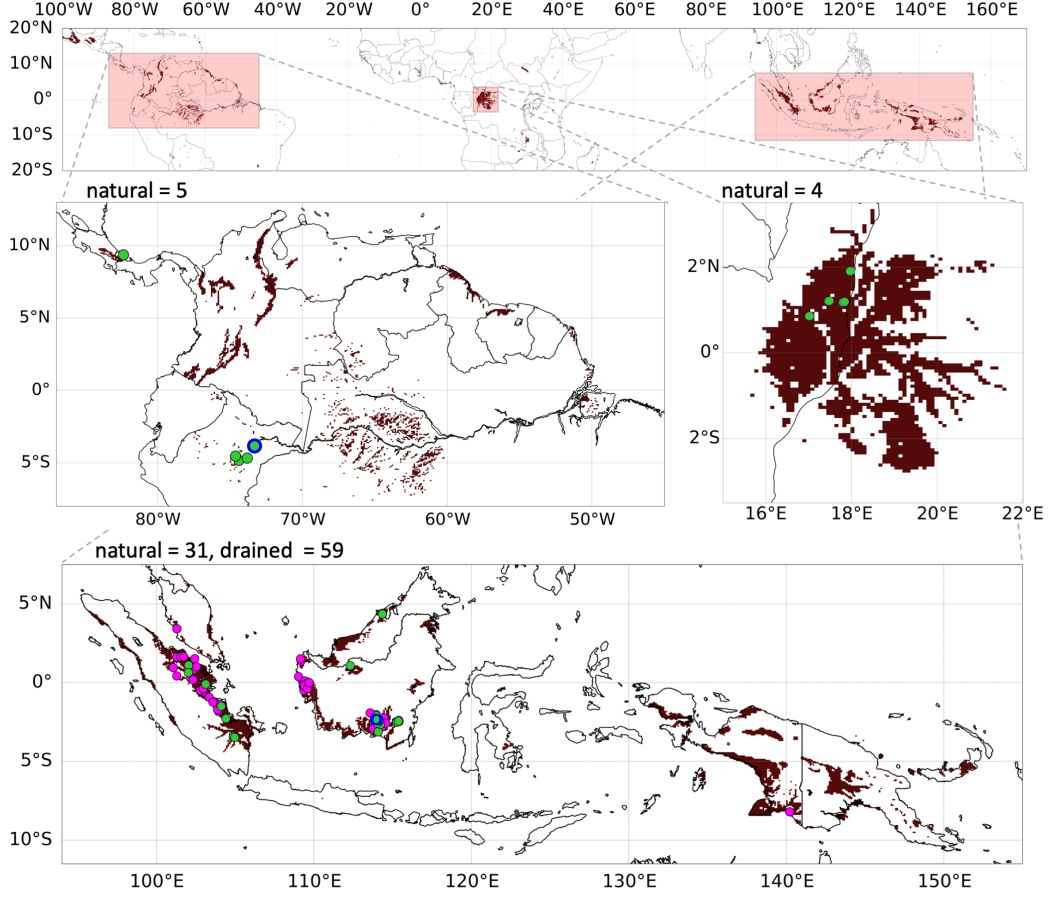 100°W 80°W 60°W 40°W 20°W 0° 20°E 40°E 60°E 80°E 100°E 120°E 140°E 160°E
20°N
10°N
0°
10°S
20°S
natural = 5
10°N
5°N
0°
5°S
80°W 70°W 60°W 50°W
natural = 4
2°N
0°
2°S
16°E 18°E 20°E 22°E
natural = 31, drained = 59
5°N
0°
5°S
10°S
100°E 110°E 120°E 130°E 140°E 150°E